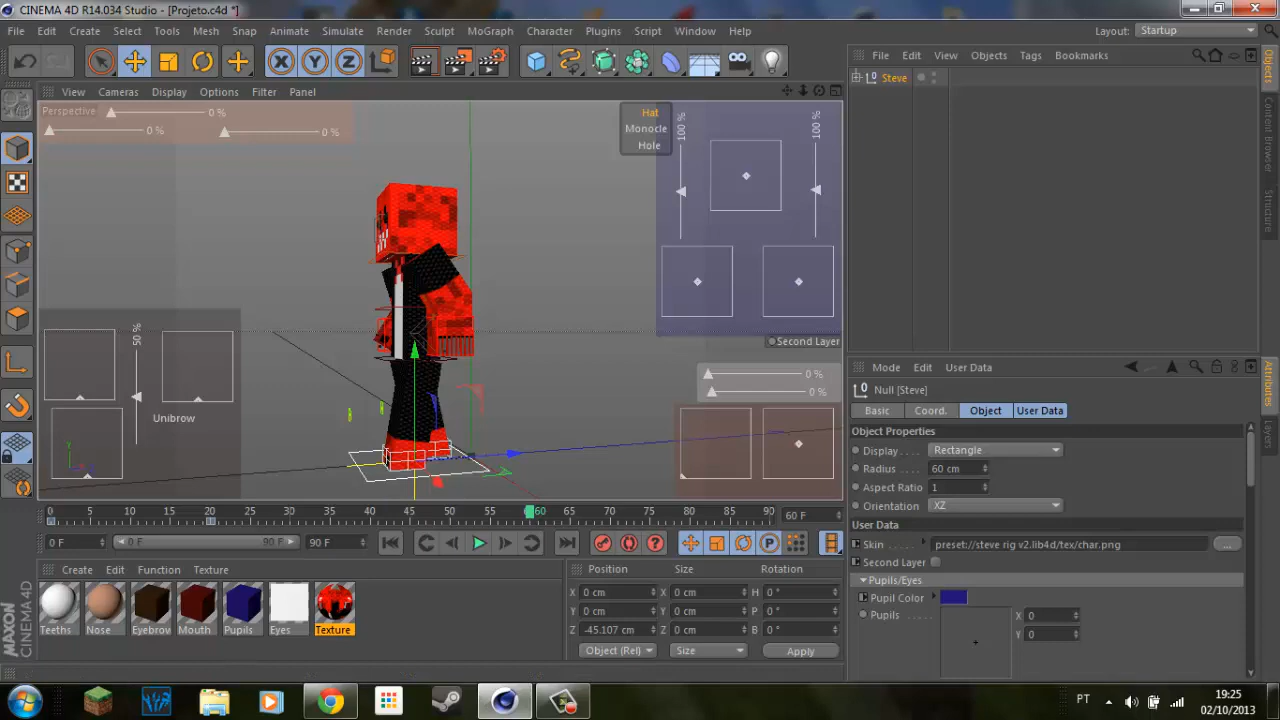 CINEMA 4D R14.034 Studio - [Projeto.c4d *]
File Edit Create Select Tools Mesh Snap Animate Simulate Render Sculpt MoGraph Character Plugins Script Window Help
Layout: Startup
View Cameras Display Options Filter Panel
Perspective 0 %
0 % 0 %
Hat
Monocle
Hole
100 % 100 %
Second Layer
50 %
Unibrow
0 %
0 %
Y
0 5 10 15 20 25 30 35 40 45 50 55 60 65 70 75 80 85 90 60 F
0 F 0 F 90 F 90 F
Create Edit Function Texture
Teeths Nose Eyebrow Mouth Pupils Eyes Texture
MAXON CINEMA 4D
Position Size Rotation
X 0 cm X 0 cm H 0 °
Y 0 cm Y 0 cm P 0 °
Z -45.107 cm Z 0 cm B 0 °
Object (Rel) Size Apply
File Edit View Objects Tags Bookmarks
Steve
Objects
Content Browser
Structure
Mode Edit User Data
Null [Steve]
Basic Coord. Object User Data
Object Properties
Display Rectangle
Radius 60 cm
Aspect Ratio 1
Orientation XZ
User Data
Skin preset://steve rig v2.lib4d/tex/char.png ...
Second Layer
Pupils/Eyes
Pupil Color
Pupils X 0
Y 0
Attributes
Layers
PT 19:25
02/10/2013